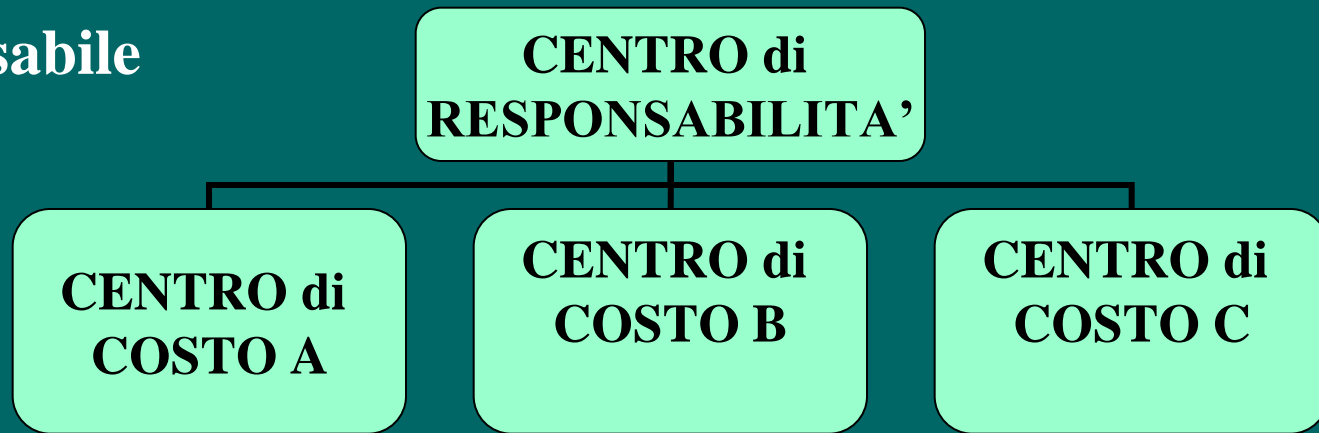 sabile
CENTRO di
RESPONSABILITA’
CENTRO di
COSTO A
CENTRO di
COSTO B
CENTRO di
COSTO C